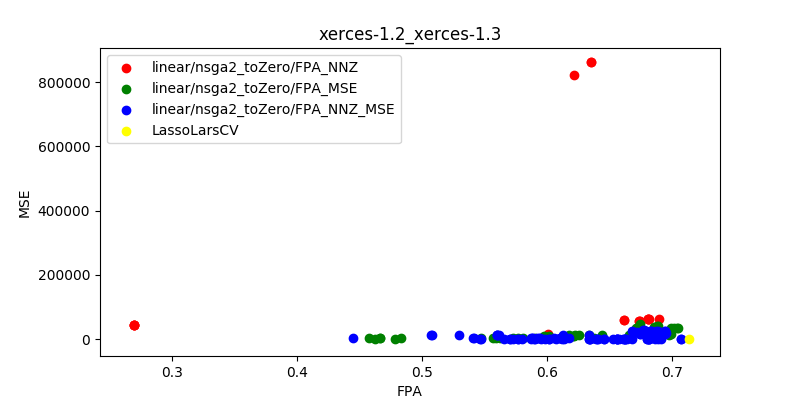 xerces-1.2_xerces-1.3
linear/nsga2_toZero/FPA_NNZ
linear/nsga2_toZero/FPA_MSE
linear/nsga2_toZero/FPA_NNZ_MSE
LassoLarsCV
MSE
800000
600000
400000
200000
0
0.3 0.4 0.5 0.6 0.7
FPA